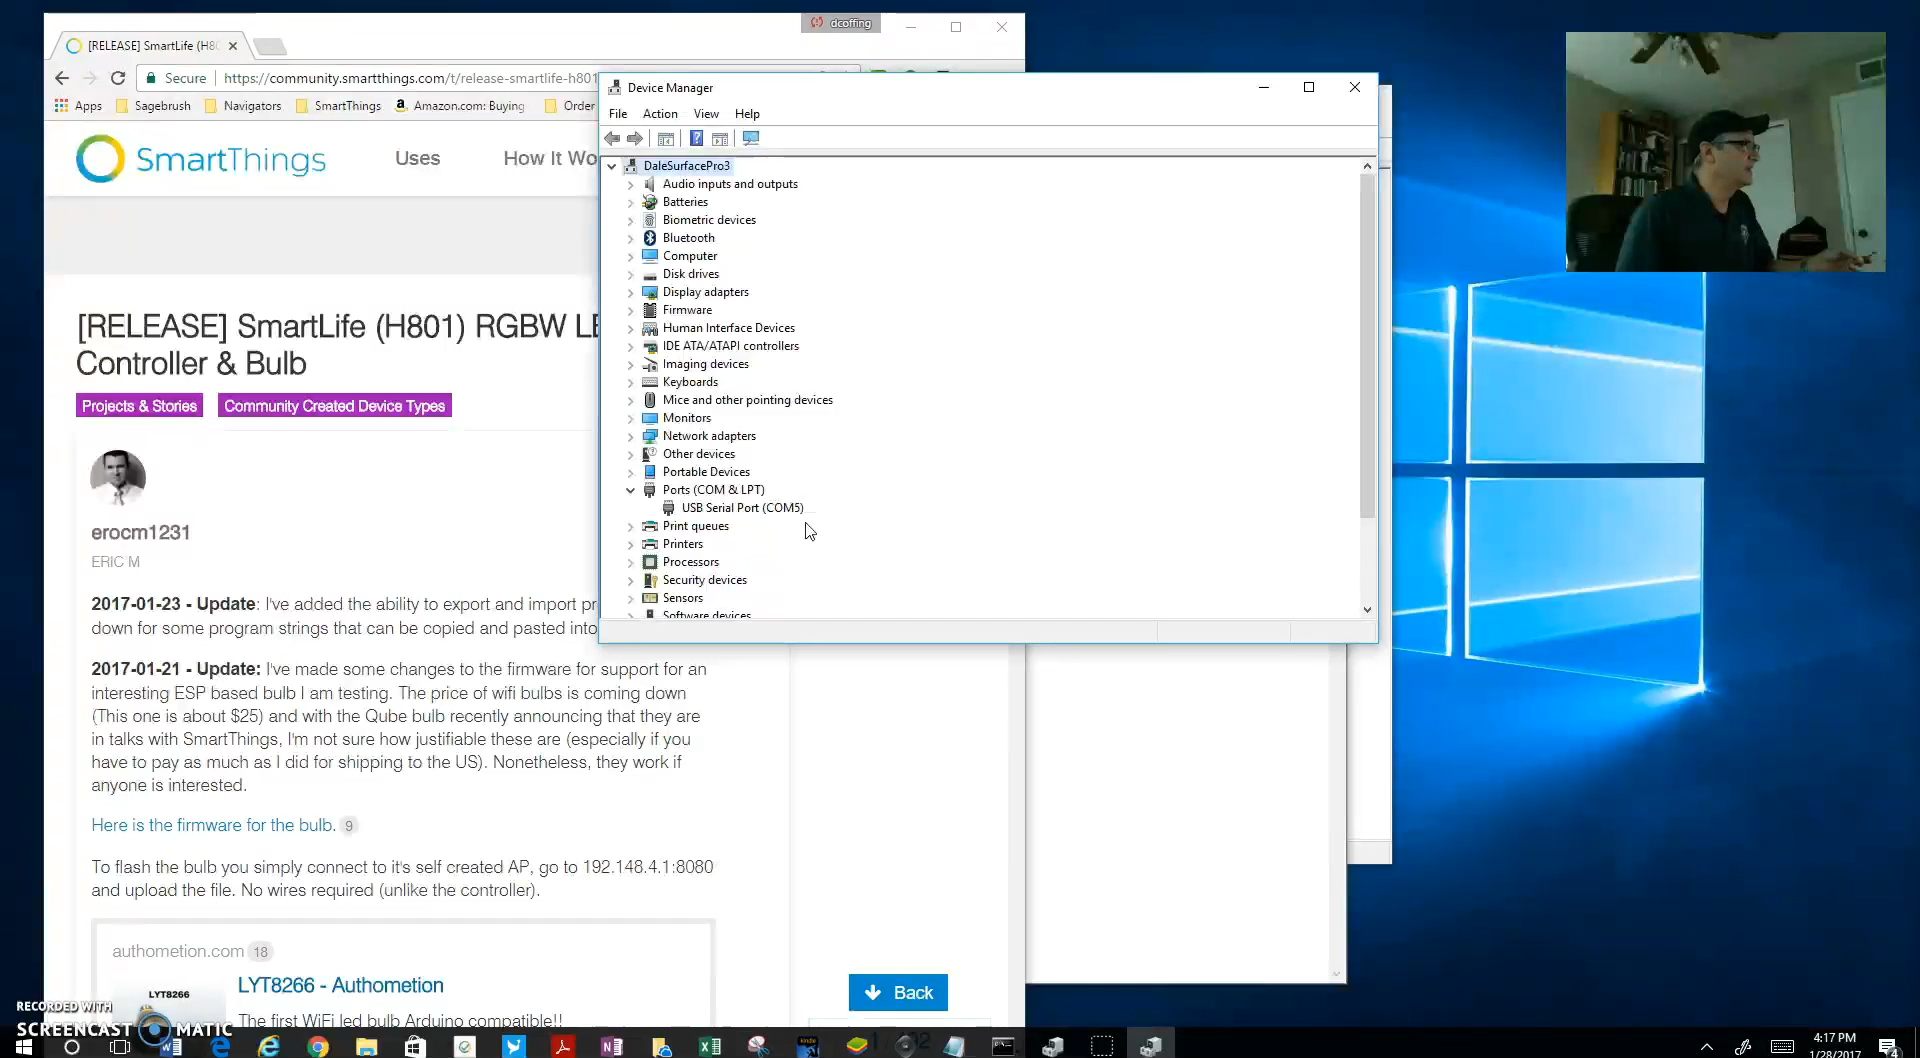 dcoffing
[RELEASE] SmartLife (H80
Secure
https://community.smartthings.com/t/release-smartlife-h801
Apps
Sagebrush
Navigators
SmartThings
Amazon.com: Buying
Order
SmartThings
Uses
How It Wo
[RELEASE] SmartLife (H801) RGBW LE
Controller & Bulb
Projects & Stories
Community Created Device Types
erocm1231
ERIC M
2017-01-23 - Update: I've added the ability to export and import pr
down for some program strings that can be copied and pasted into
2017-01-21 - Update: I've made some changes to the firmware for support for an
interesting ESP based bulb I am testing. The price of wifi bulbs is coming down
(This one is about $25) and with the Qube bulb recently announcing that they are
in talks with SmartThings, I'm not sure how justifiable these are (especially if you
have to pay as much as I did for shipping to the US). Nonetheless, they work if
anyone is interested.
Here is the firmware for the bulb. 9
To flash the bulb you simply connect to it's self created AP, go to 192.148.4.1:8080
and upload the file. No wires required (unlike the controller).
authometion.com 18
LYT8266
LYT8266 - Authometion
The first WiFi led bulb Arduino compatible!!
Back
Device Manager
File
Action
View
Help
DaleSurfacePro3
Audio inputs and outputs
Batteries
Biometric devices
Bluetooth
Computer
Disk drives
Display adapters
Firmware
Human Interface Devices
IDE ATA/ATAPI controllers
Imaging devices
Keyboards
Mice and other pointing devices
Monitors
Network adapters
Other devices
Portable Devices
Ports (COM & LPT)
USB Serial Port (COM5)
Print queues
Printers
Processors
Security devices
Sensors
Software devices
RECORDED WITH
SCREENCAST MATIC
4:17 PM
1/28/2017
4